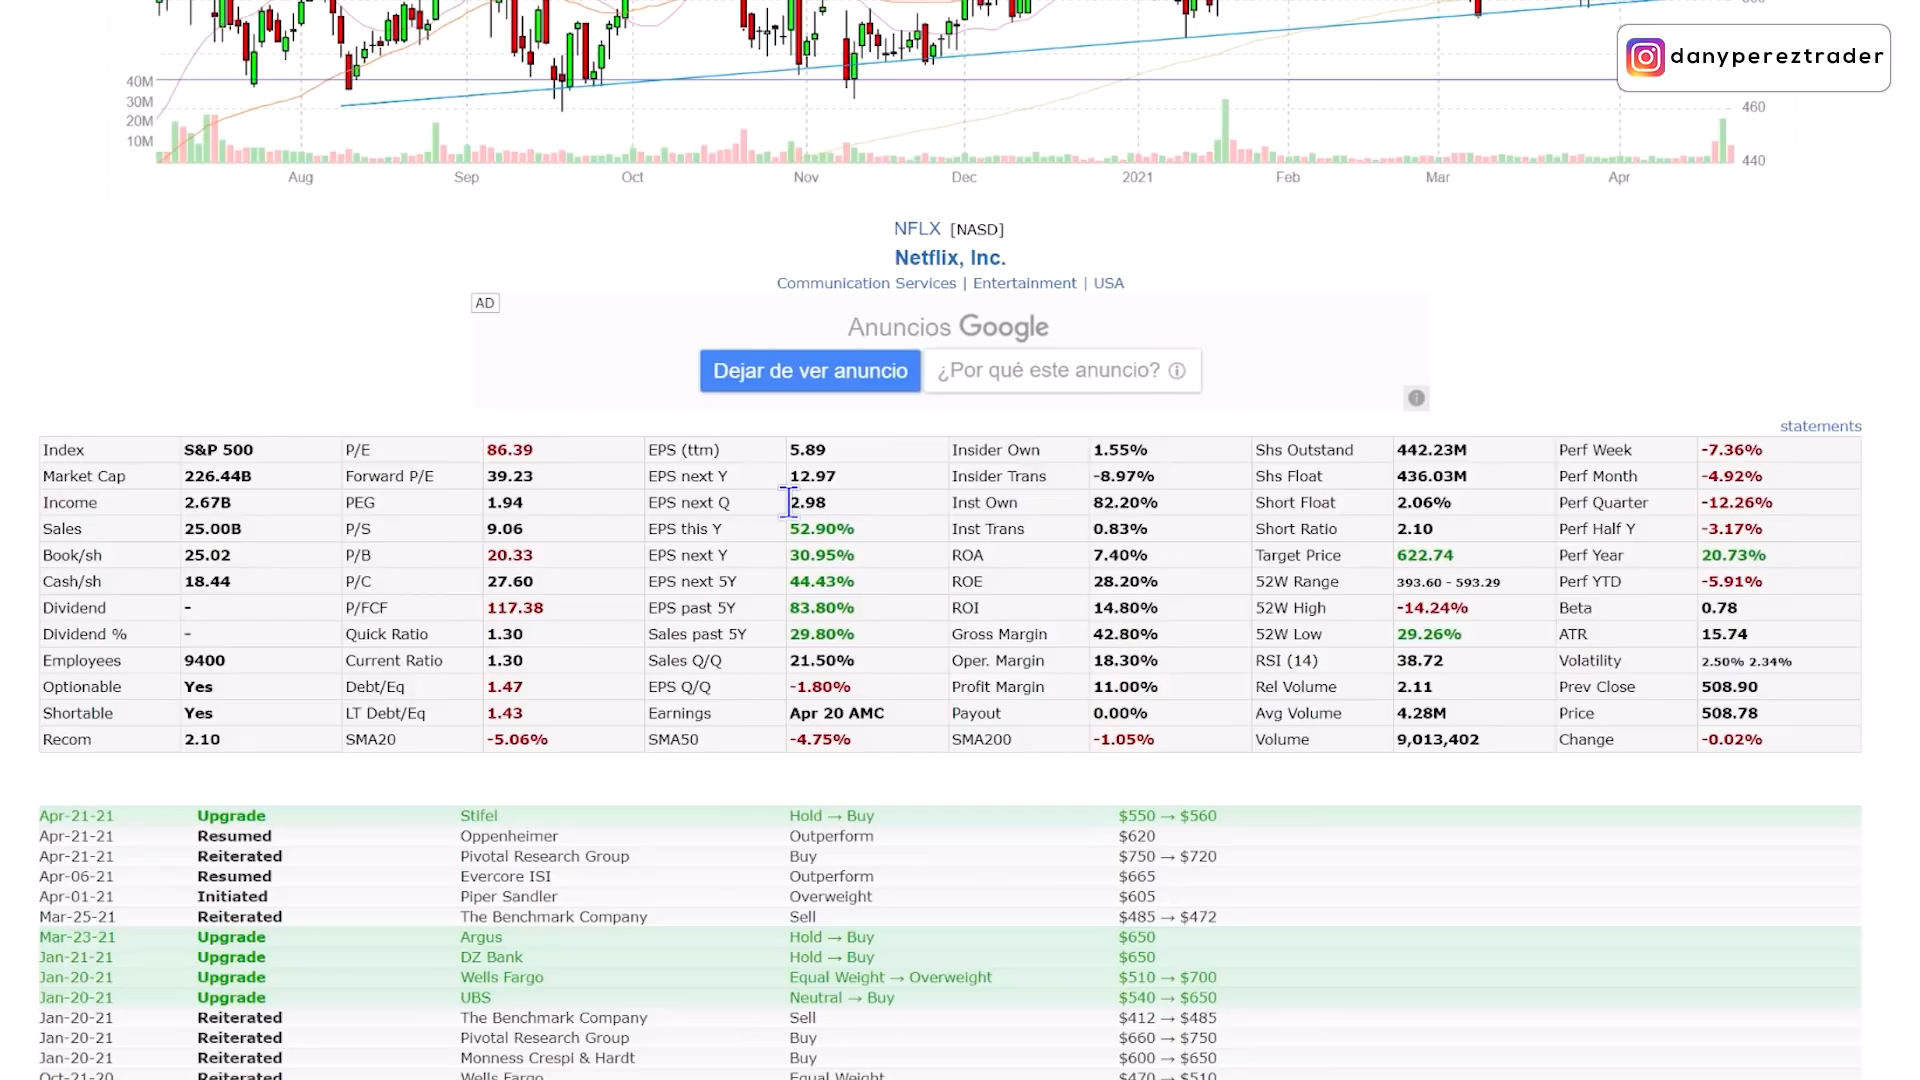 danypereztrader
40M
30M
20M
10M
460
440
Aug Sep Oct Nov Dec 2021 Feb Mar Apr
NFLX [NASD]
Netflix, Inc.
Communication Services | Entertainment | USA
AD
Anuncios Google
Dejar de ver anuncio ¿Por qué este anuncio?
statements
Index S&P 500 P/E 86.39 EPS (ttm) 5.89 Insider Own 1.55% Shs Outstand 442.23M Perf Week -7.36%
Market Cap 226.44B Forward P/E 39.23 EPS next Y 12.97 Insider Trans -8.97% Shs Float 436.03M Perf Month -4.92%
Income 2.67B PEG 1.94 EPS next Q 2.98 Inst Own 82.20% Short Float 2.06% Perf Quarter -12.26%
Sales 25.00B P/S 9.06 EPS this Y 52.90% Inst Trans 0.83% Short Ratio 2.10 Perf Half Y -3.17%
Book/sh 25.02 P/B 20.33 EPS next Y 30.95% ROA 7.40% Target Price 622.74 Perf Year 20.73%
Cash/sh 18.44 P/C 27.60 EPS next 5Y 44.43% ROE 28.20% 52W Range 393.60 - 593.29 Perf YTD -5.91%
Dividend - P/FCF 117.38 EPS past 5Y 83.80% ROI 14.80% 52W High -14.24% Beta 0.78
Dividend % - Quick Ratio 1.30 Sales past 5Y 29.80% Gross Margin 42.80% 52W Low 29.26% ATR 15.74
Employees 9400 Current Ratio 1.30 Sales Q/Q 21.50% Oper. Margin 18.30% RSI (14) 38.72 Volatility 2.50% 2.34%
Optionable Yes Debt/Eq 1.47 EPS Q/Q -1.80% Profit Margin 11.00% Rel Volume 2.11 Prev Close 508.90
Shortable Yes LT Debt/Eq 1.43 Earnings Apr 20 AMC Payout 0.00% Avg Volume 4.28M Price 508.78
Recom 2.10 SMA20 -5.06% SMA50 -4.75% SMA200 -1.05% Volume 9,013,402 Change -0.02%
Apr-21-21 Upgrade Stifel Hold → Buy $550 → $560
Apr-21-21 Resumed Oppenheimer Outperform $620
Apr-21-21 Reiterated Pivotal Research Group Buy $750 → $720
Apr-06-21 Resumed Evercore ISI Outperform $665
Apr-01-21 Initiated Piper Sandler Overweight $605
Mar-25-21 Reiterated The Benchmark Company Sell $485 → $472
Mar-23-21 Upgrade Argus Hold → Buy $650
Jan-21-21 Upgrade DZ Bank Hold → Buy $650
Jan-20-21 Upgrade Wells Fargo Equal Weight → Overweight $510 → $700
Jan-20-21 Upgrade UBS Neutral → Buy $540 → $650
Jan-20-21 Reiterated The Benchmark Company Sell $412 → $485
Jan-20-21 Reiterated Pivotal Research Group Buy $660 → $750
Jan-20-21 Reiterated Monness Crespi & Hardt Buy $600 → $650
Oct-21-20 Reiterated Wells Fargo Equal Weight $470 → $510